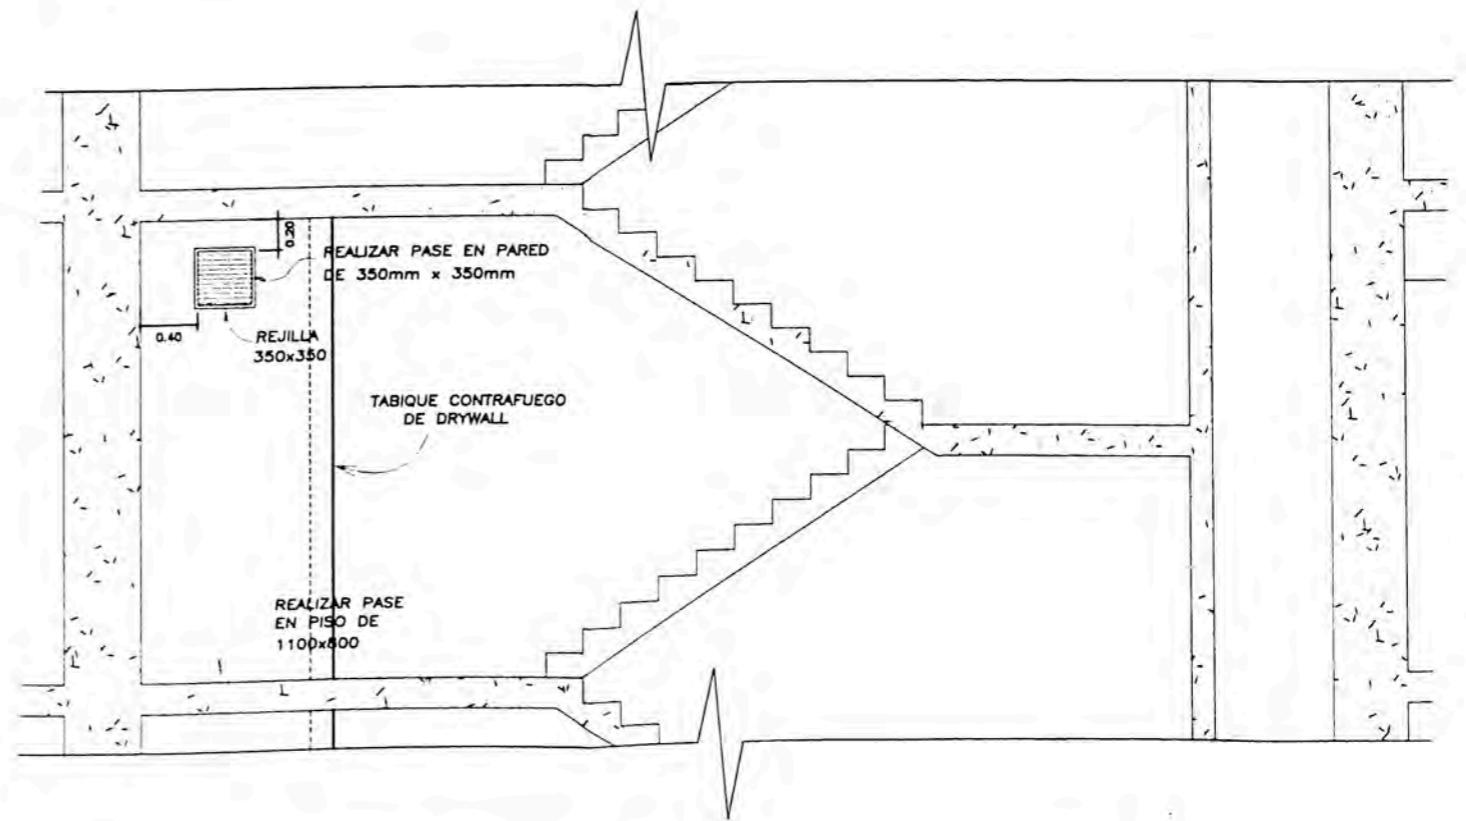 0.20
REALIZAR PASE EN PARED
DE 350mm x 350mm
0.40
REJILLA
350x350
TABIQUE CONTRAFUEGO
DE DRYWALL
REALIZAR PASE
EN PISO DE
1100x600